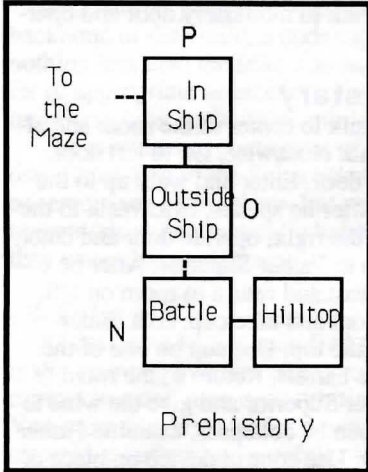 P
To
the
Maze
In
Ship
Outside
Ship
O
N
Battle
Hilltop
Prehistory